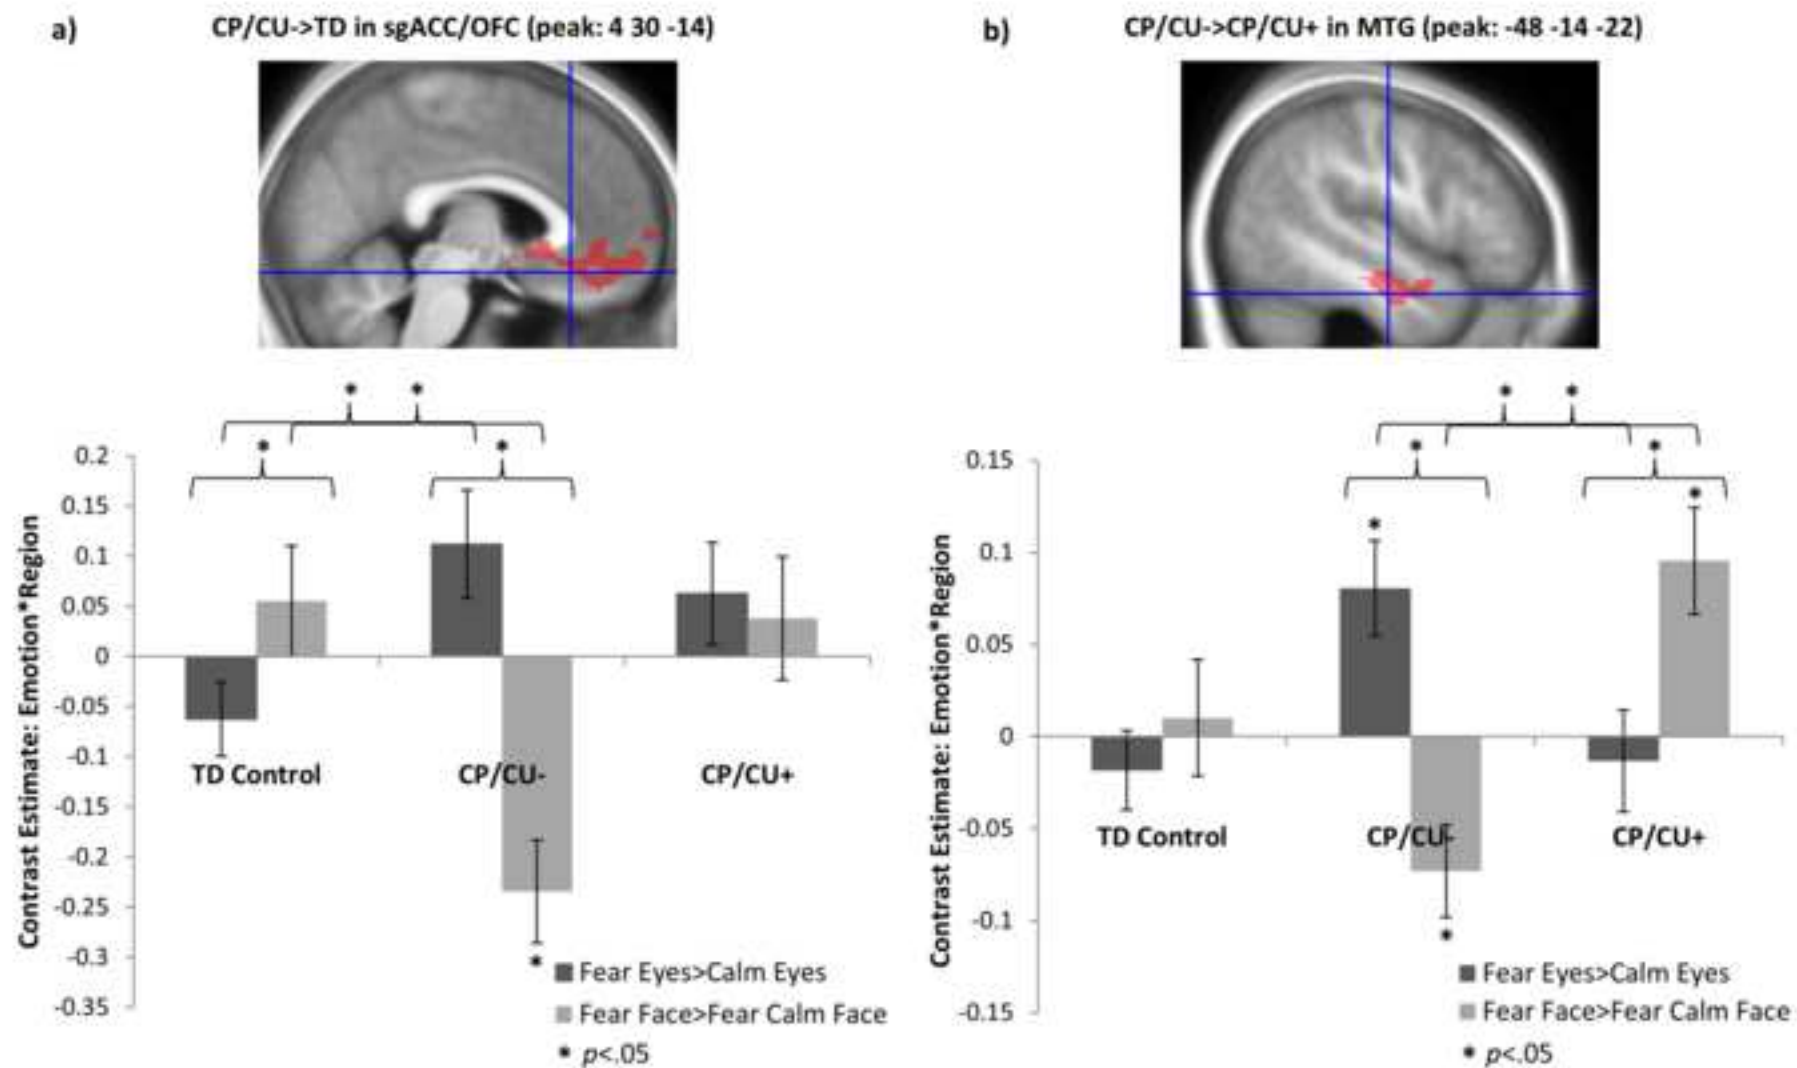 a)
CP/CU->TD in sgACC/OFC (peak: 4 30 -14)
* *
* *
0.2
0.15
0.1
0.05
0
-0.05
-0.1
-0.15
-0.2
-0.25
-0.3
-0.35
Contrast Estimate: Emotion*Region
TD Control CP/CU- CP/CU+
*
Fear Eyes>Calm Eyes
Fear Face>Fear Calm Face
* p<.05
b)
CP/CU->CP/CU+ in MTG (peak: -48 -14 -22)
* *
* *
* *
0.15
0.1
0.05
0
-0.05
-0.1
-0.15
Contrast Estimate: Emotion*Region
TD Control CP/CU- CP/CU+
*
Fear Eyes>Calm Eyes
Fear Face>Fear Calm Face
* p<.05